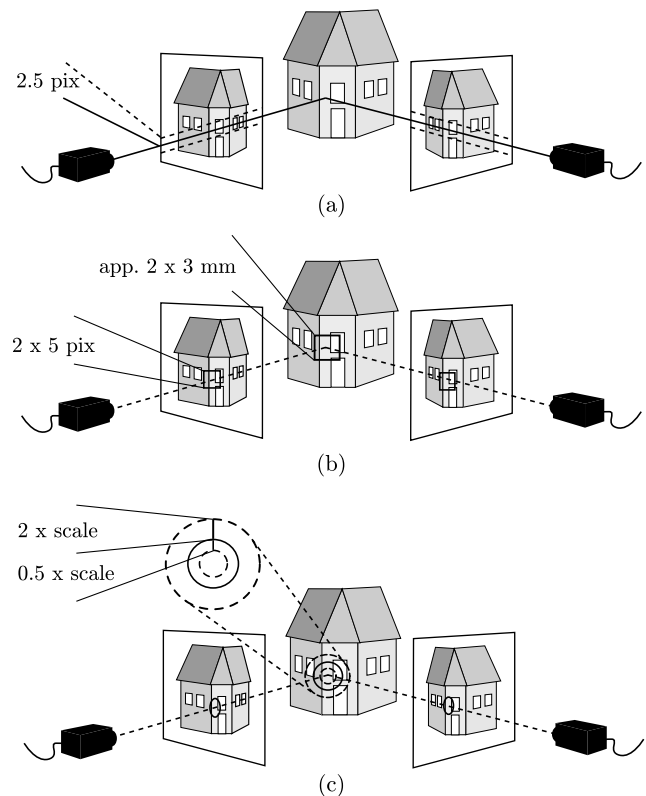 2.5 pix
(a)
app. 2 x 3 mm
2 x 5 pix
(b)
2 x scale
0.5 x scale
(c)